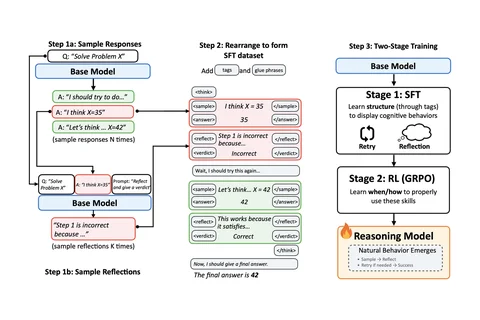 Step 1a: Sample Responses
Q: "Solve Problem X"
Base Model
A: "I should try to do..."
A: "I think X=35"
A: "Let's think ... X=42"
(sample responses N times)
Q: "Solve
Problem X"
A: "I think X=35"
Prompt: "Reflect
and give a verdict"
Base Model
"Step 1 is incorrect
because ..."
(sample reflections K times)
Step 1b: Sample Reflections
Step 2: Rearrange to form
SFT dataset
Add tags and glue phrases
<think>
<sample> I think X = 35 </sample>
<answer> 35 </answer>
<reflect> Step 1 is incorrect
because... </reflect>
<verdict> Incorrect </verdict>
Wait, I should try this again...
<sample> Let's think... X = 42 </sample>
<answer> 42 </answer>
<reflect> This works because it
satisfies... </reflect>
<verdict> Correct </verdict>
</think>
Now, I should give a final answer.
The final answer is 42
Step 3: Two-Stage Training
Base Model
Stage 1: SFT
Learn structure (through tags)
to display cognitive behaviors
Retry
Reflection
Stage 2: RL (GRPO)
Learn when/how to properly
use these skills
Reasoning Model
Natural Behavior Emerges
- Sample → Reflect
- Retry if needed → Success